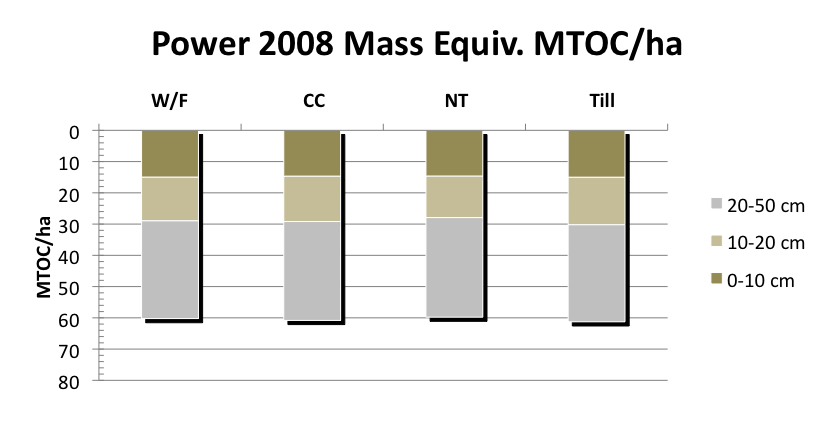 Power 2008 Mass Equiv. MTOC/ha
W/F CC NT Till
0
10
20
30
40
50
60
70
80
MTOC/ha
20-50 cm
10-20 cm
0-10 cm